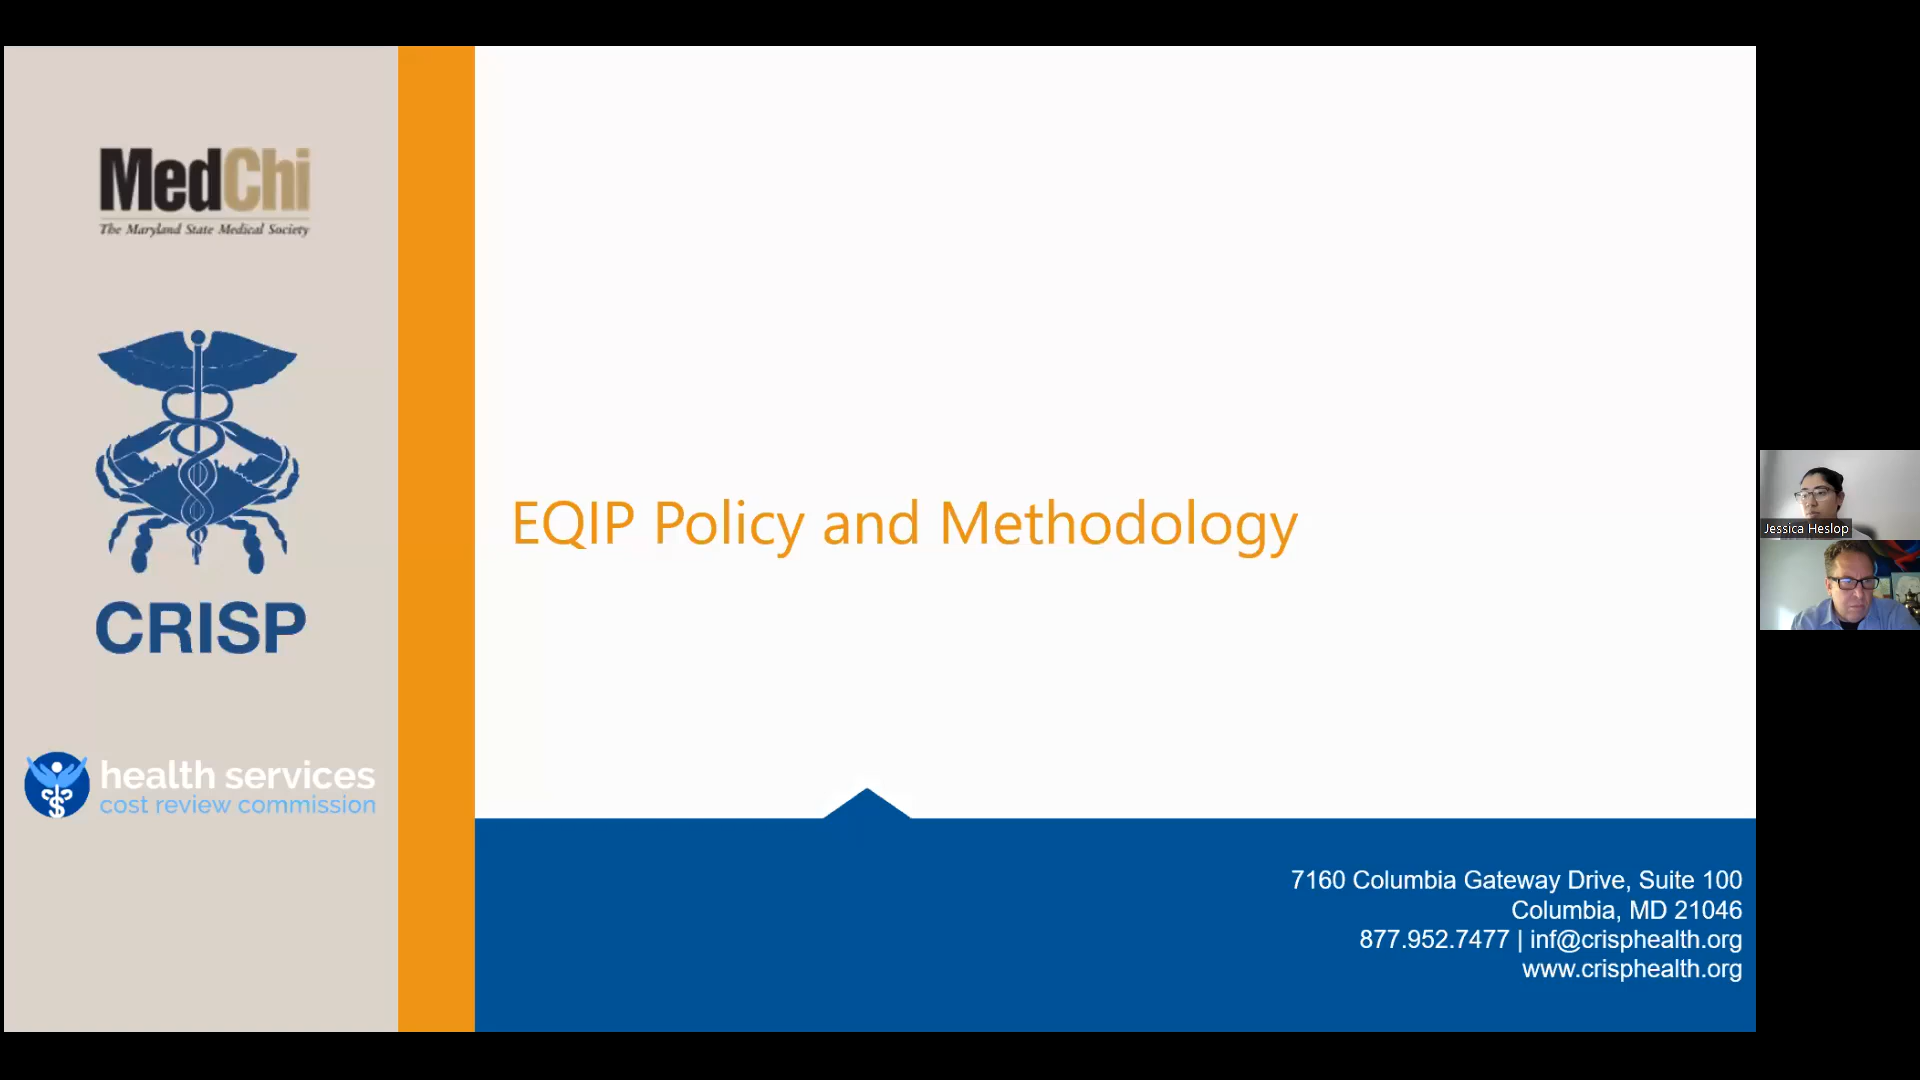 MedChi
The Maryland State Medical Society
CRISP
health services
cost review commission
EQIP Policy and Methodology
7160 Columbia Gateway Drive, Suite 100
Columbia, MD 21046
877.952.7477 | inf@crisphealth.org
www.crisphealth.org
Jessica Heslop